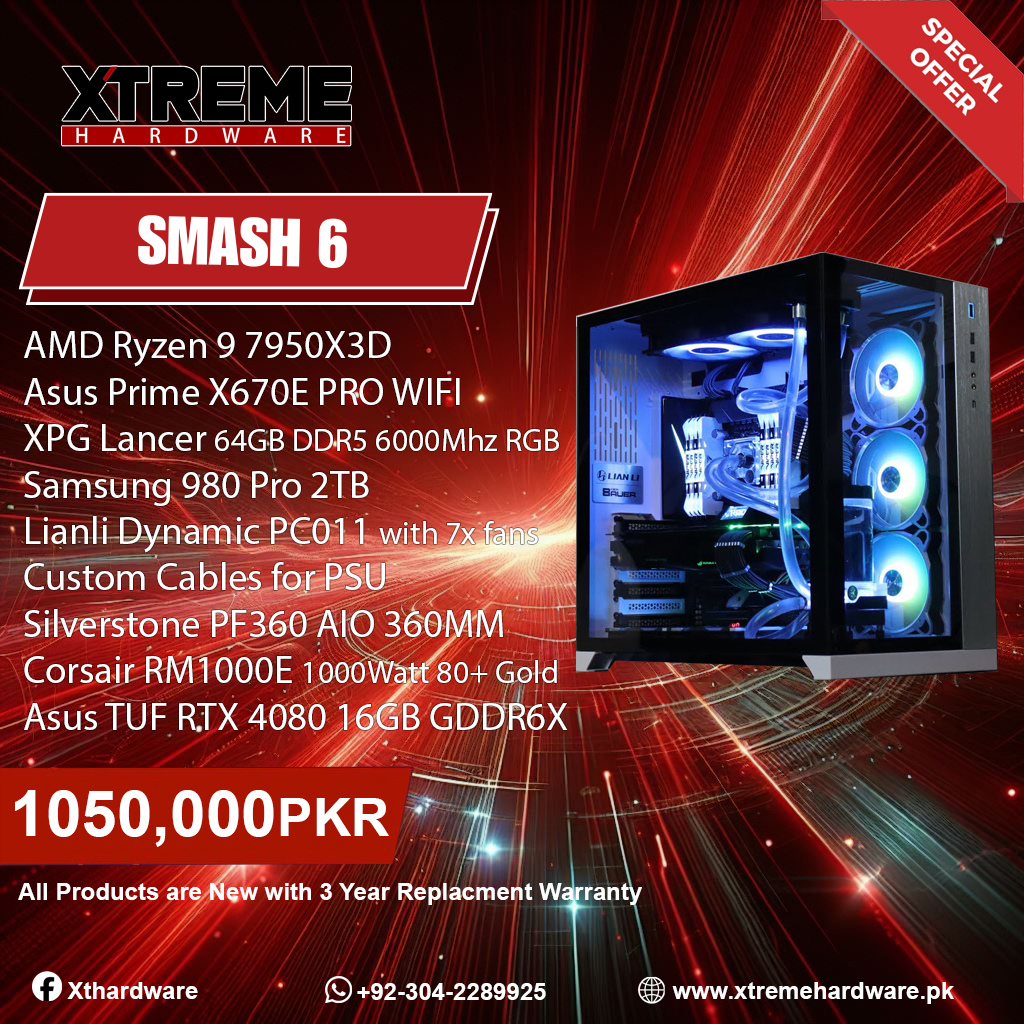 XTREME
HARDWARE
SPECIAL
OFFER
SMASH 6
AMD Ryzen 9 7950X3D
Asus Prime X670E PRO WIFI
XPG Lancer 64GB DDR5 6000Mhz RGB
Samsung 980 Pro 2TB
Lianli Dynamic PC011 with 7x fans
Custom Cables for PSU
Silverstone PF360 AIO 360MM
Corsair RM1000E 1000Watt 80+ Gold
Asus TUF RTX 4080 16GB GDDR6X
LIAN LI
1050,000PKR
All Products are New with 3 Year Replacment Warranty
Xthardware
+92-304-2289925
www.xtremehardware.pk